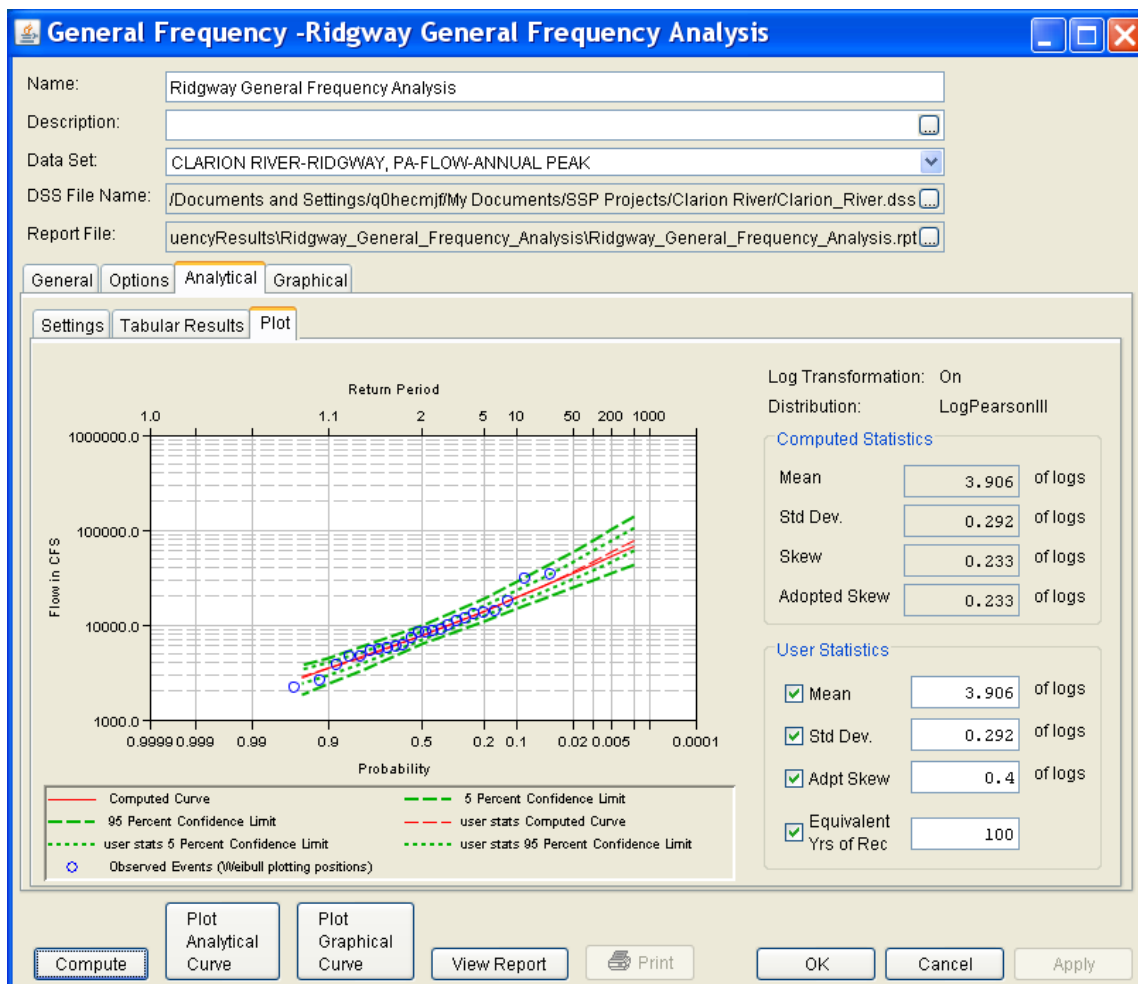 General Frequency -Ridgway General Frequency Analysis
Name: Ridgway General Frequency Analysis
Description: ...
Data Set: CLARION RIVER-RIDGWAY, PA-FLOW-ANNUAL PEAK
DSS File Name: /Documents and Settings/q0hecmjf/My Documents/SSP Projects/Clarion River/Clarion_River.dss ...
Report File: uencyResults\Ridgway_General_Frequency_Analysis\Ridgway_General_Frequency_Analysis.rpt ...
General Options Analytical Graphical
Settings Tabular Results Plot
Return Period
1.0 1.1 2 5 10 50 200 1000
1000000.0
100000.0
10000.0
1000.0
Flow in CFS
0.9999 0.999 0.99 0.9 0.5 0.2 0.1 0.02 0.005 0.0001
Probability
Computed Curve 5 Percent Confidence Limit
95 Percent Confidence Limit user stats Computed Curve
user stats 5 Percent Confidence Limit user stats 95 Percent Confidence Limit
Observed Events (Weibull plotting positions)
Log Transformation: On
Distribution: LogPearsonIII
Computed Statistics
Mean 3.906 of logs
Std Dev. 0.292 of logs
Skew 0.233 of logs
Adopted Skew 0.233 of logs
User Statistics
Mean 3.906 of logs
Std Dev. 0.292 of logs
Adpt Skew 0.4 of logs
Equivalent
Yrs of Rec 100
Compute
Plot
Analytical
Curve
Plot
Graphical
Curve
View Report
Print
OK
Cancel
Apply